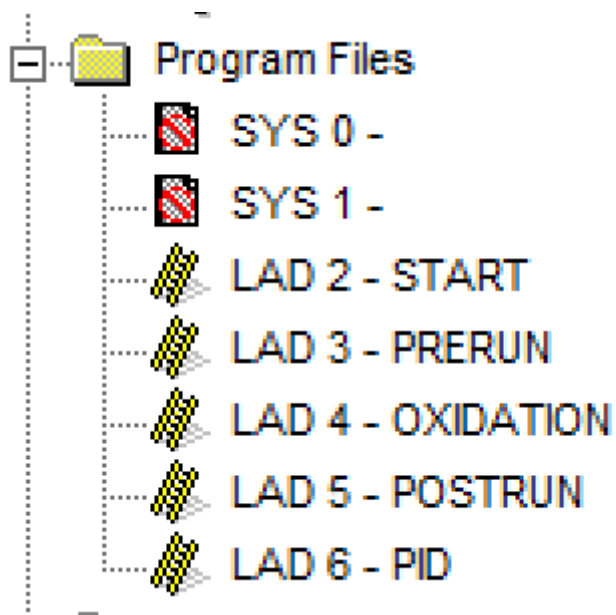 Program Files
SYS 0 -
SYS 1 -
LAD 2 - START
LAD 3 - PRERUN
LAD 4 - OXIDATION
LAD 5 - POSTRUN
LAD 6 - PID